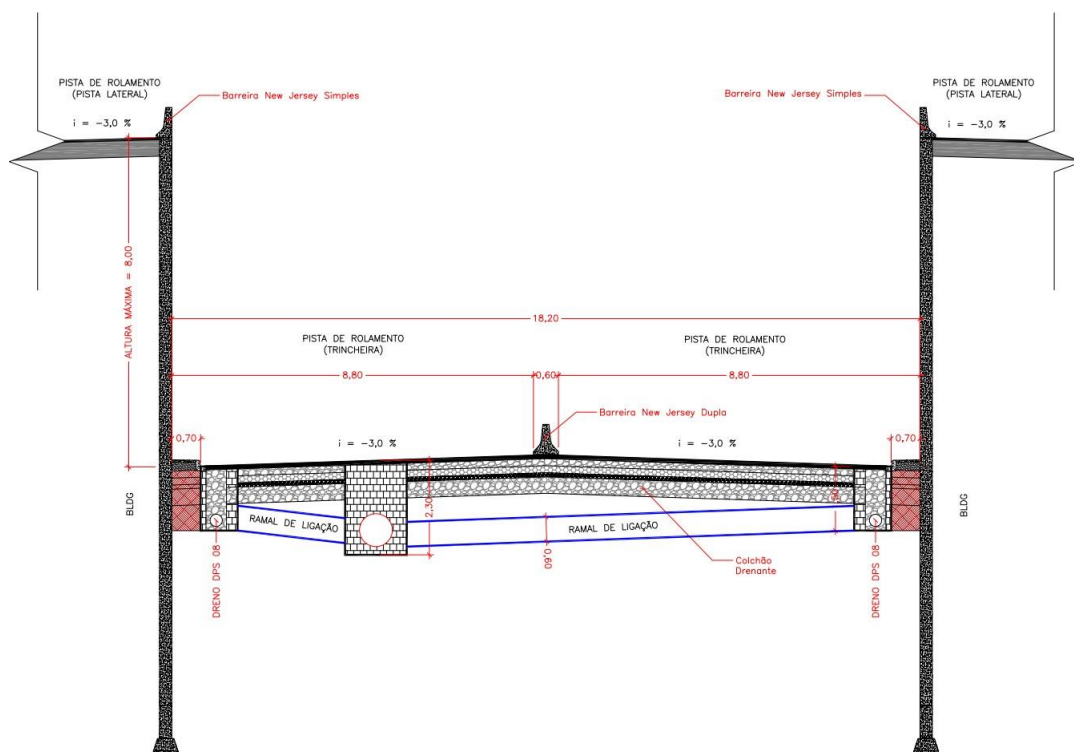 PISTA DE ROLAMENTO
(PISTA LATERAL)
i = -3,0 %
Barreira New Jersey Simples
Barreira New Jersey Simples
PISTA DE ROLAMENTO
(PISTA LATERAL)
i = -3,0 %
ALTURA MÁXIMA = 8,00
18,20
PISTA DE ROLAMENTO
(TRINCHEIRA)
PISTA DE ROLAMENTO
(TRINCHEIRA)
8,80
0,60
8,80
Barreira New Jersey Dupla
0,70
i = -3,0 %
i = -3,0 %
0,70
BLDG
2,30
RAMAL DE LIGAÇÃO
RAMAL DE LIGAÇÃO
0,60
BLDG
DRENO DPS 08
Colchão
Drenante
DRENO DPS 08